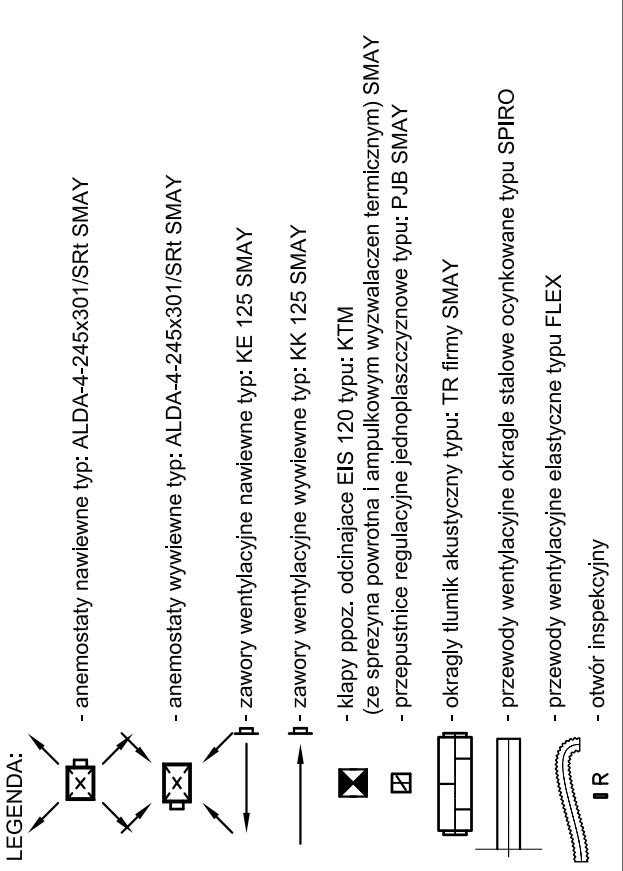 LEGENDA:
- anemostaty nawiewne typ: ALDA-4-245x301/SRt SMAY
- anemostaty wywiewne typ: ALDA-4-245x301/SRt SMAY
- zawory wentylacyjne nawiewne typ: KE 125 SMAY
- zawory wentylacyjne wywiewne typ: KK 125 SMAY
- klapy ppoz. odcinajace EIS 120 typu: KTM
(ze sprezyna powrotna i ampulkowym wyzwalaczen termicznym) SMAY
- przepustnice regulacyjne jednoplaszczyznowe typu: PJB SMAY
- okragly tlumik akustyczny typu: TR firmy SMAY
- przewody wentylacyjne okragle stalowe ocynkowane typu SPIRO
- przewody wentylacyjne elastyczne typu FLEX
R - otwór inspekcyjny